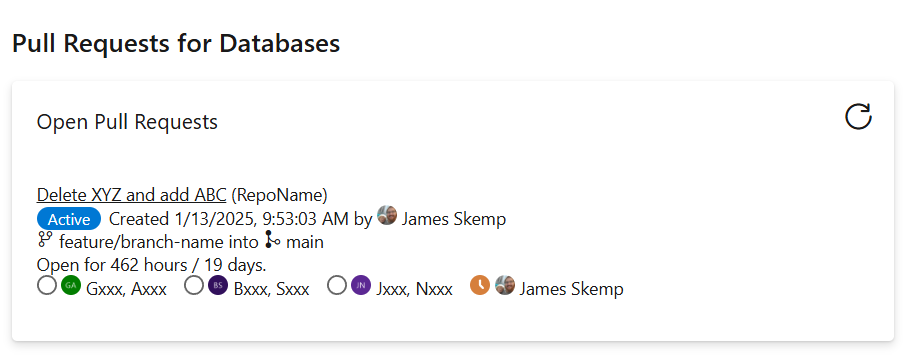 Pull Requests for Databases
Open Pull Requests
Delete XYZ and add ABC (RepoName)
Active Created 1/13/2025, 9:53:03 AM by James Skemp
feature/branch-name into main
Open for 462 hours / 19 days.
GA Gxxx, Axxx BS Bxxx, Sxxx JN Jxxx, Nxxx James Skemp